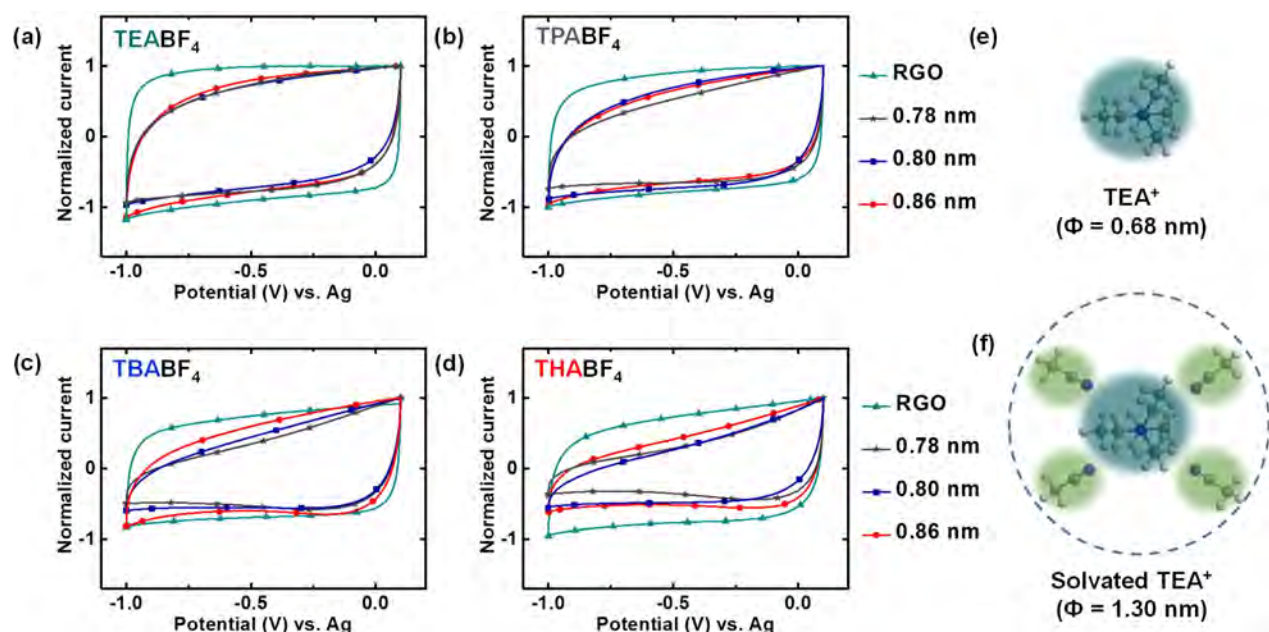 (a)
TEABF₄
Normalized current
1
0
-1
-1.0
-0.5
0.0
Potential (V) vs. Ag
(b)
TPABF₄
Normalized current
1
0
-1
-1.0
-0.5
0.0
Potential (V) vs. Ag
RGO
0.78 nm
0.80 nm
0.86 nm
(e)
TEA⁺
(Φ = 0.68 nm)
(c)
TBABF₄
Normalized current
1
0
-1
-1.0
-0.5
0.0
Potential (V) vs. Ag
(d)
THABF₄
Normalized current
1
0
-1
-1.0
-0.5
0.0
Potential (V) vs. Ag
RGO
0.78 nm
0.80 nm
0.86 nm
(f)
Solvated TEA⁺
(Φ = 1.30 nm)